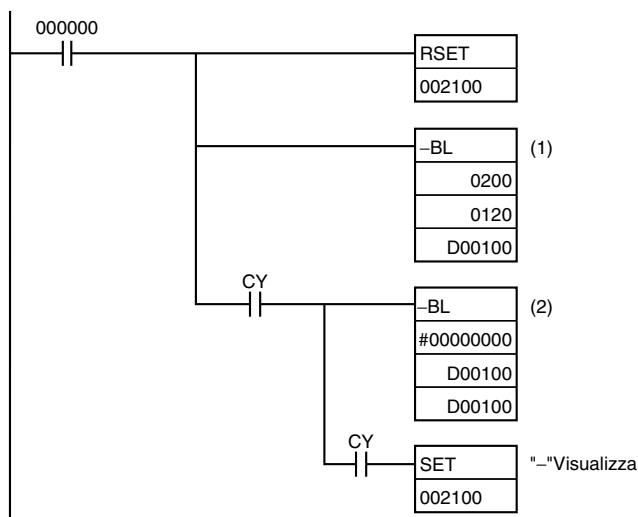 000000
RSET
002100
–BL (1)
0200
0120
D00100
CY
–BL (2)
#00000000
D00100
D00100
CY
SET "–"Visualizza
002100